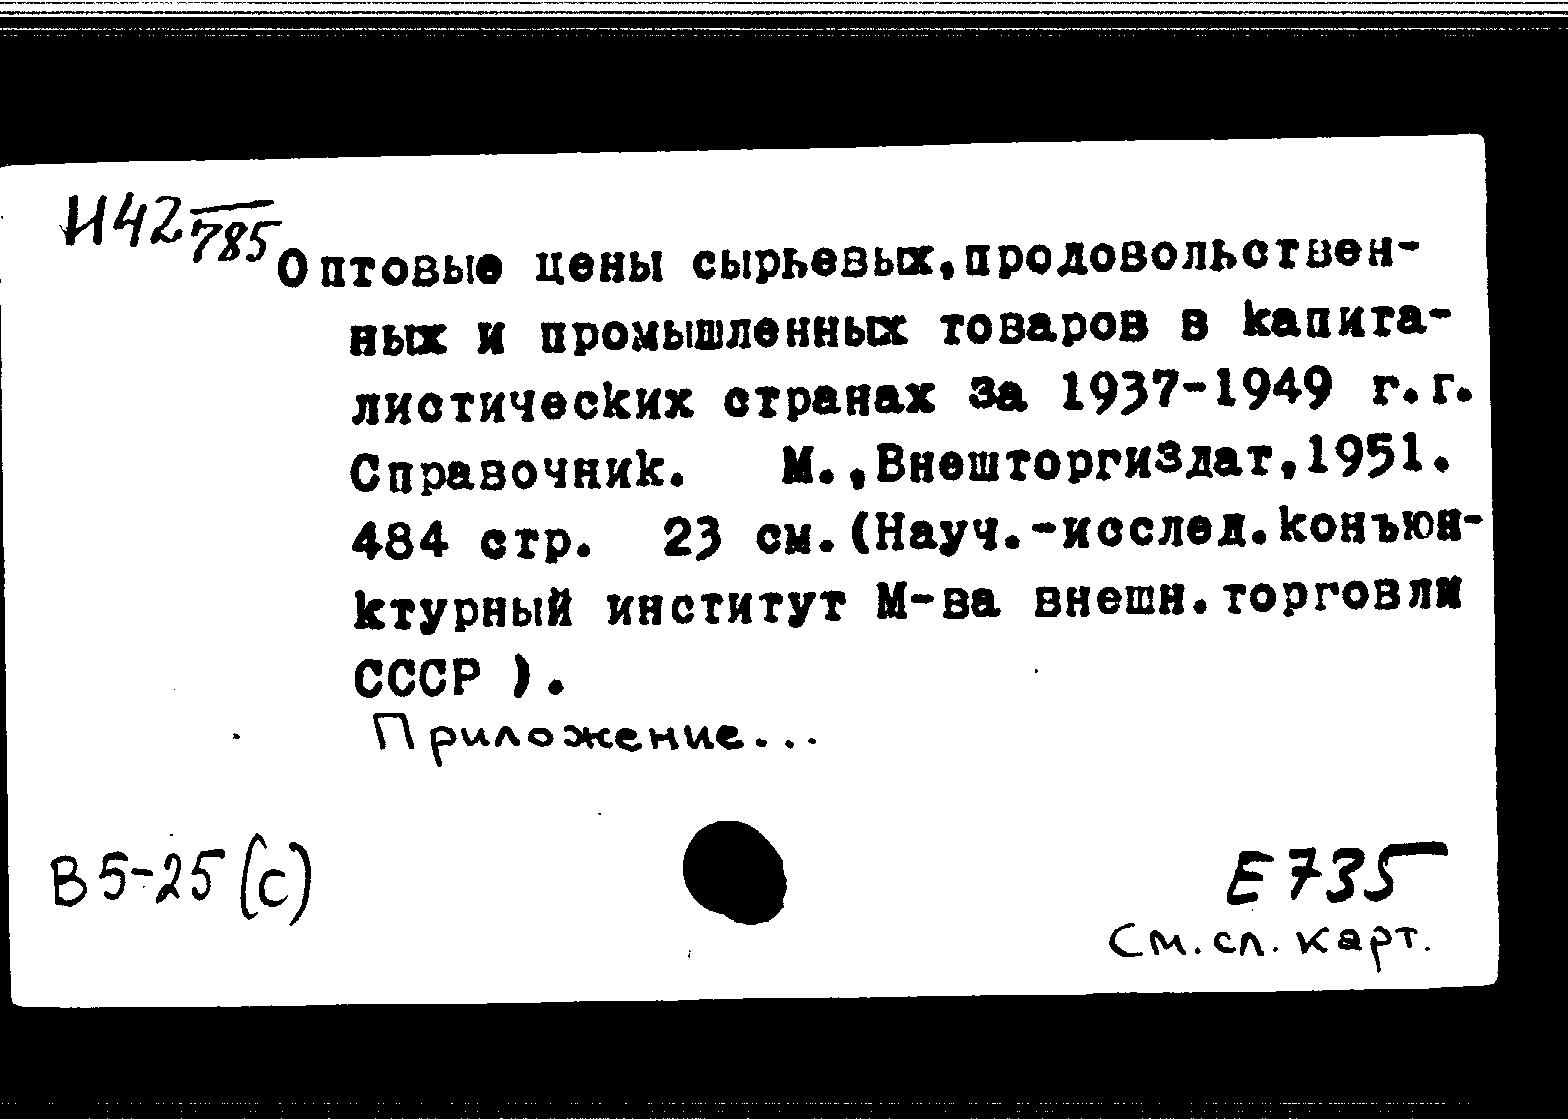 И42/785
Оптовые цены сырьевых,продовольствен-
ных и промышленных товаров в капита-
листических странах за 1937-1949 г.г.
Справочник. М.,Внешторгиздат,1951.
484 стр. 23 см.(Науч.-исслед.конъюн-
ктурный институт М-ва внешн.торговли
СССР ).
Приложение...
В5-25(с)
Е735
См.сл.карт.